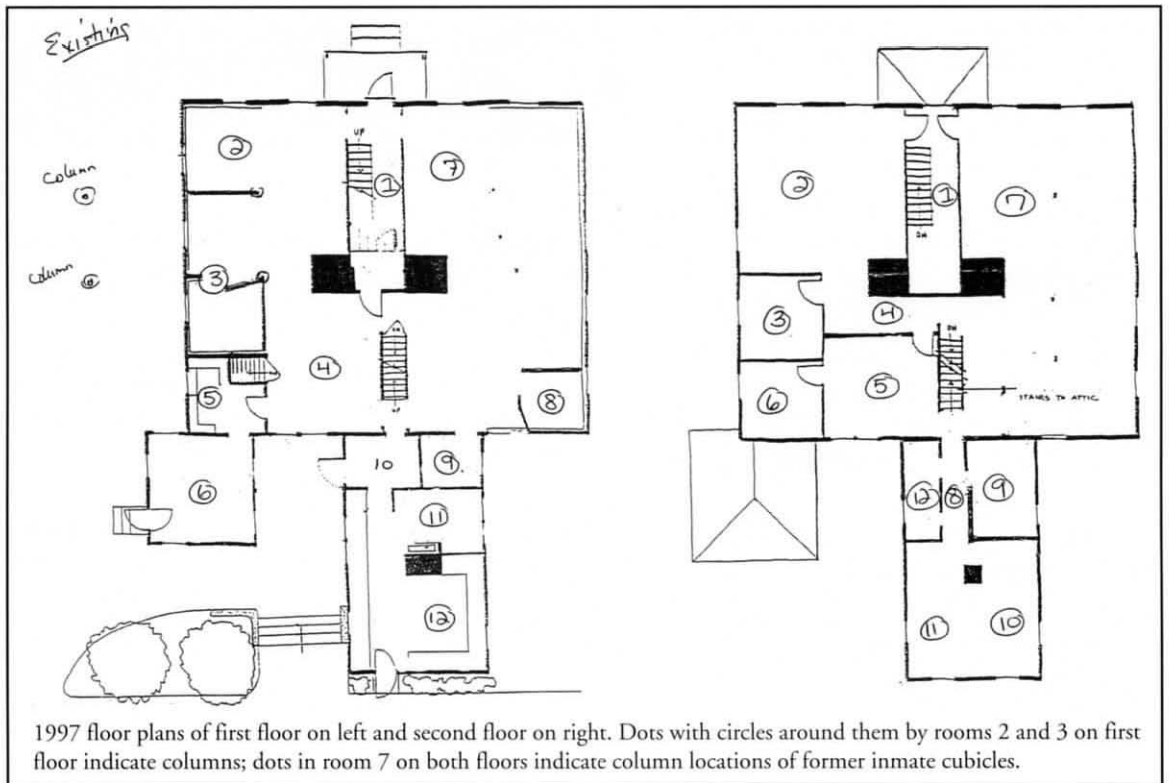 Existing
UP
2
1
7
column
2
1
7
column
3
DN
3
4
DN
4
UP
5
8
5
6
STAIRS TO ATTIC
10
9
6
12
8
9
11
12
11
10
1997 floor plans of first floor on left and second floor on right. Dots with circles around them by rooms 2 and 3 on first
floor indicate columns; dots in room 7 on both floors indicate column locations of former inmate cubicles.